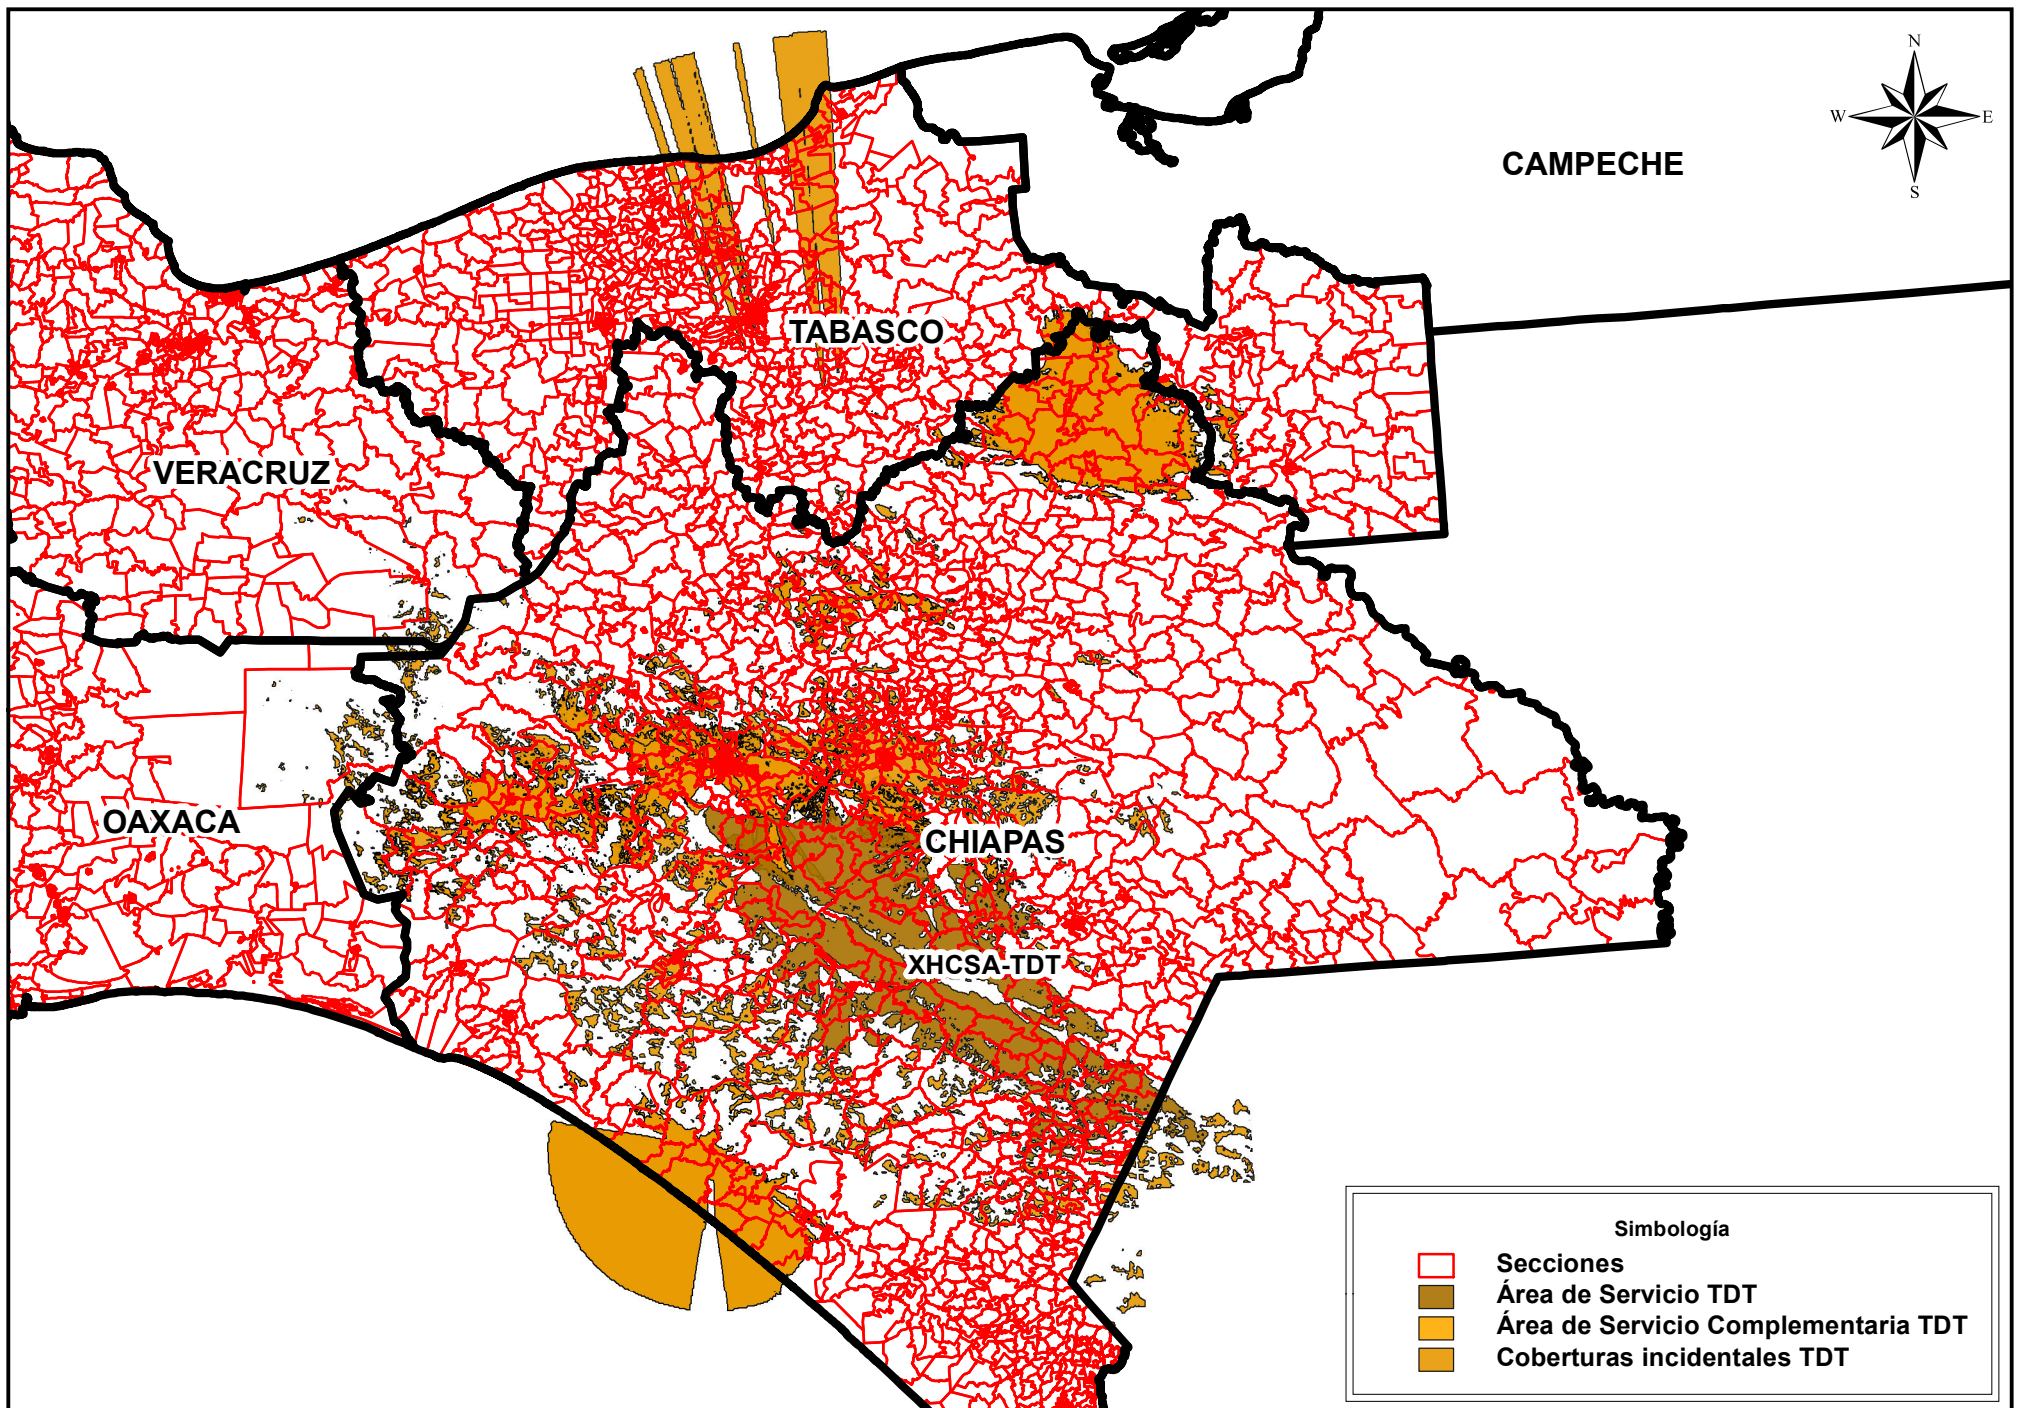 N
W E
S
CAMPECHE
TABASCO
VERACRUZ
OAXACA
CHIAPAS
XHCSA-TDT
Simbología
Secciones
Área de Servicio TDT
Área de Servicio Complementaria TDT
Coberturas incidentales TDT